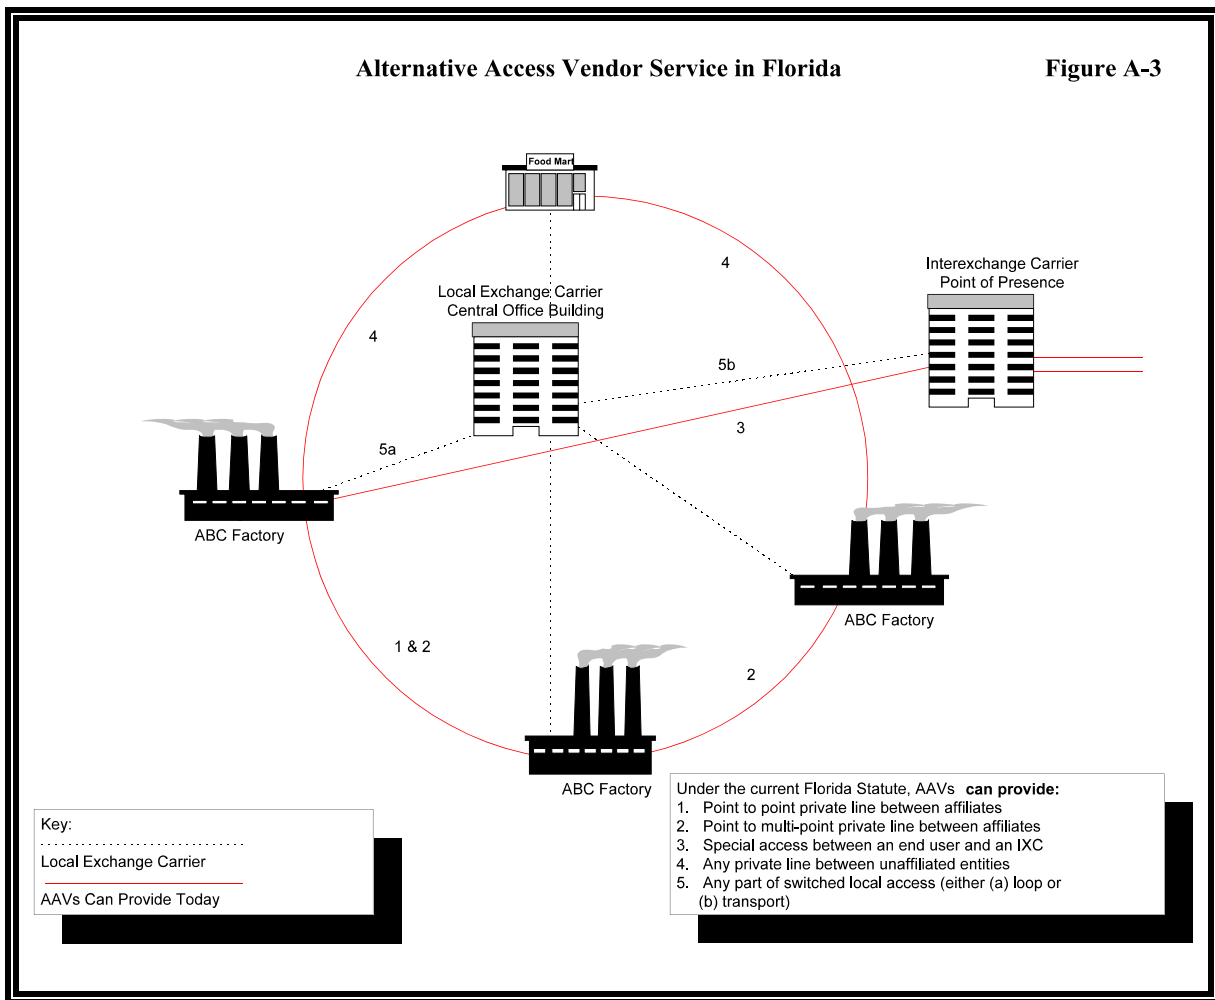 Alternative Access Vendor Service in Florida
Figure A-3
Food Mart
4
Interexchange Carrier
Point of Presence
Local Exchange Carrier
Central Office Building
4
5b
3
5a
ABC Factory
ABC Factory
1 & 2
2
ABC Factory
Key:
Local Exchange Carrier
AAVs Can Provide Today
Under the current Florida Statute, AAVs can provide:
1. Point to point private line between affiliates
2. Point to multi-point private line between affiliates
3. Special access between an end user and an IXC
4. Any private line between unaffiliated entities
5. Any part of switched local access (either (a) loop or
(b) transport)